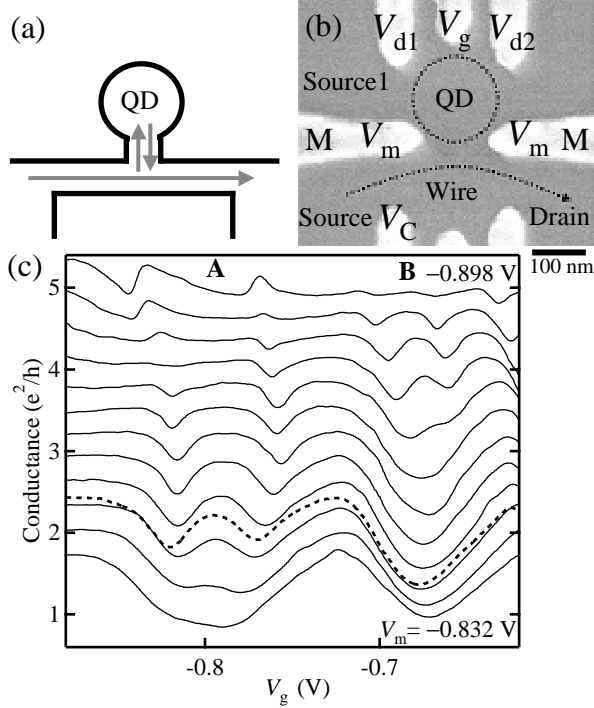 (a)
QD
(b)
V_d1 V_g V_d2
Source1
QD
M V_m V_m M
Wire
Source V_C Drain
100 nm
(c)
A B −0.898 V
5
4
3
2
1
Conductance (e²/h)
V_m= −0.832 V
-0.8 -0.7
V_g (V)